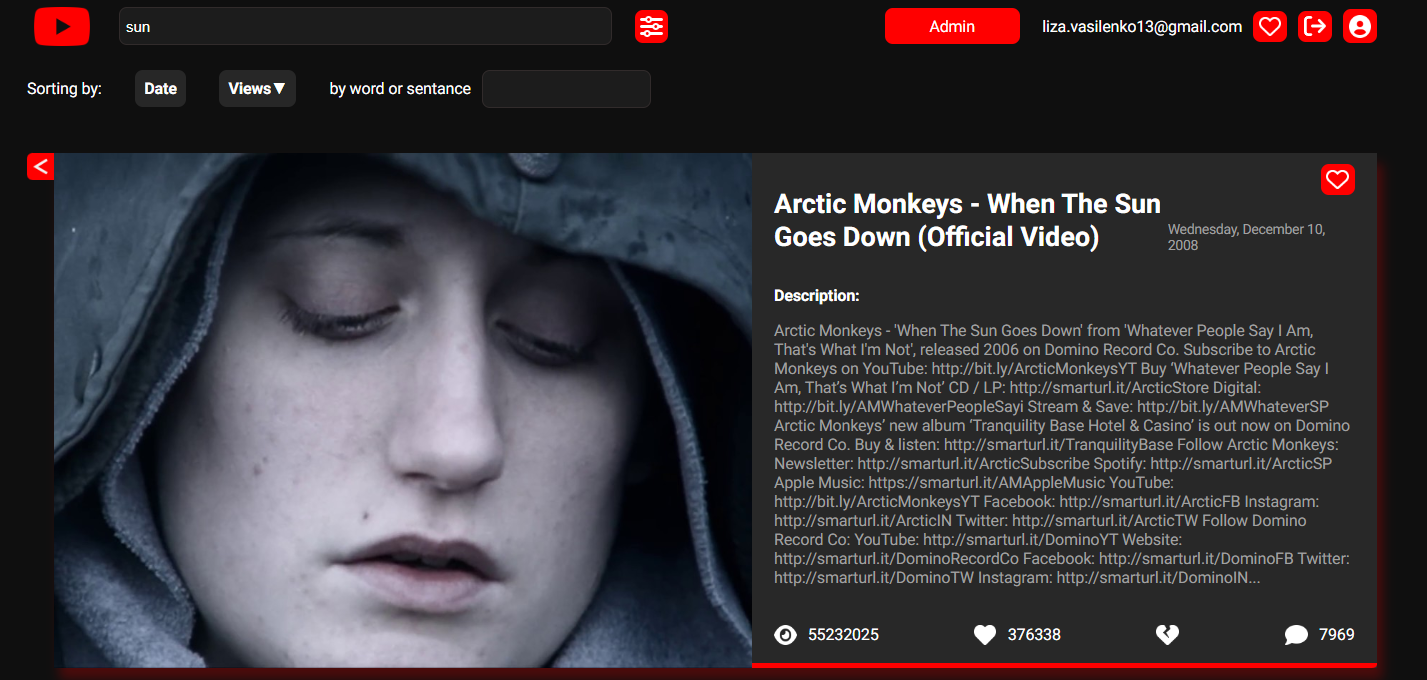 sun
Admin
liza.vasilenko13@gmail.com
Sorting by:
Date
Views▼
by word or sentance
<
Arctic Monkeys - When The Sun
Goes Down (Official Video)
Wednesday, December 10,
2008
Description:
Arctic Monkeys - 'When The Sun Goes Down' from 'Whatever People Say I Am,
That's What I'm Not', released 2006 on Domino Record Co. Subscribe to Arctic
Monkeys on YouTube: http://bit.ly/ArcticMonkeysYT Buy ‘Whatever People Say I
Am, That’s What I’m Not’ CD / LP: http://smarturl.it/ArcticStore Digital:
http://bit.ly/AMWhateverPeopleSayi Stream & Save: http://bit.ly/AMWhateverSP
Arctic Monkeys’ new album ‘Tranquility Base Hotel & Casino’ is out now on Domino
Record Co. Buy & listen: http://smarturl.it/TranquilityBase Follow Arctic Monkeys:
Newsletter: http://smarturl.it/ArcticSubscribe Spotify: http://smarturl.it/ArcticSP
Apple Music: https://smarturl.it/AMAppleMusic YouTube:
http://bit.ly/ArcticMonkeysYT Facebook: http://smarturl.it/ArcticFB Instagram:
http://smarturl.it/ArcticIN Twitter: http://smarturl.it/ArcticTW Follow Domino
Record Co: YouTube: http://smarturl.it/DominoYT Website:
http://smarturl.it/DominoRecordCo Facebook: http://smarturl.it/DominoFB Twitter:
http://smarturl.it/DominoTW Instagram: http://smarturl.it/DominoIN...
55232025
376338
7969